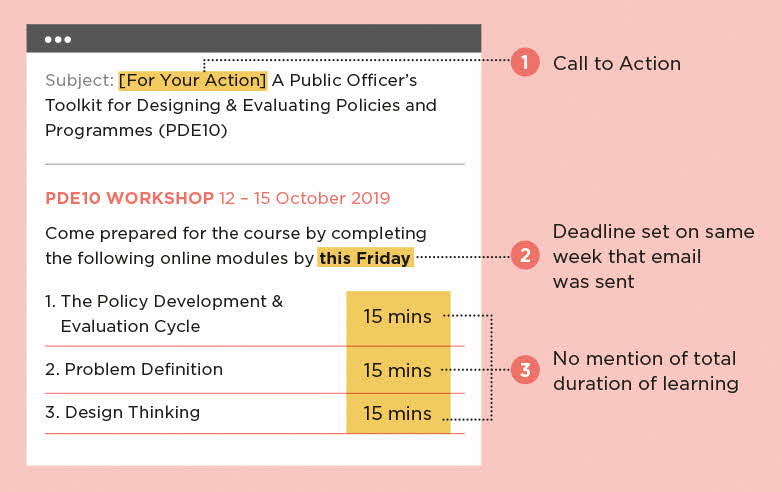 Subject: [For Your Action] A Public Officer's
Toolkit for Designing & Evaluating Policies and
Programmes (PDE10)
1 Call to Action
PDE10 WORKSHOP 12 – 15 October 2019
Come prepared for the course by completing
the following online modules by this Friday
2 Deadline set on same
week that email
was sent
1. The Policy Development &
Evaluation Cycle
15 mins
2. Problem Definition
15 mins
3. Design Thinking
15 mins
3 No mention of total
duration of learning